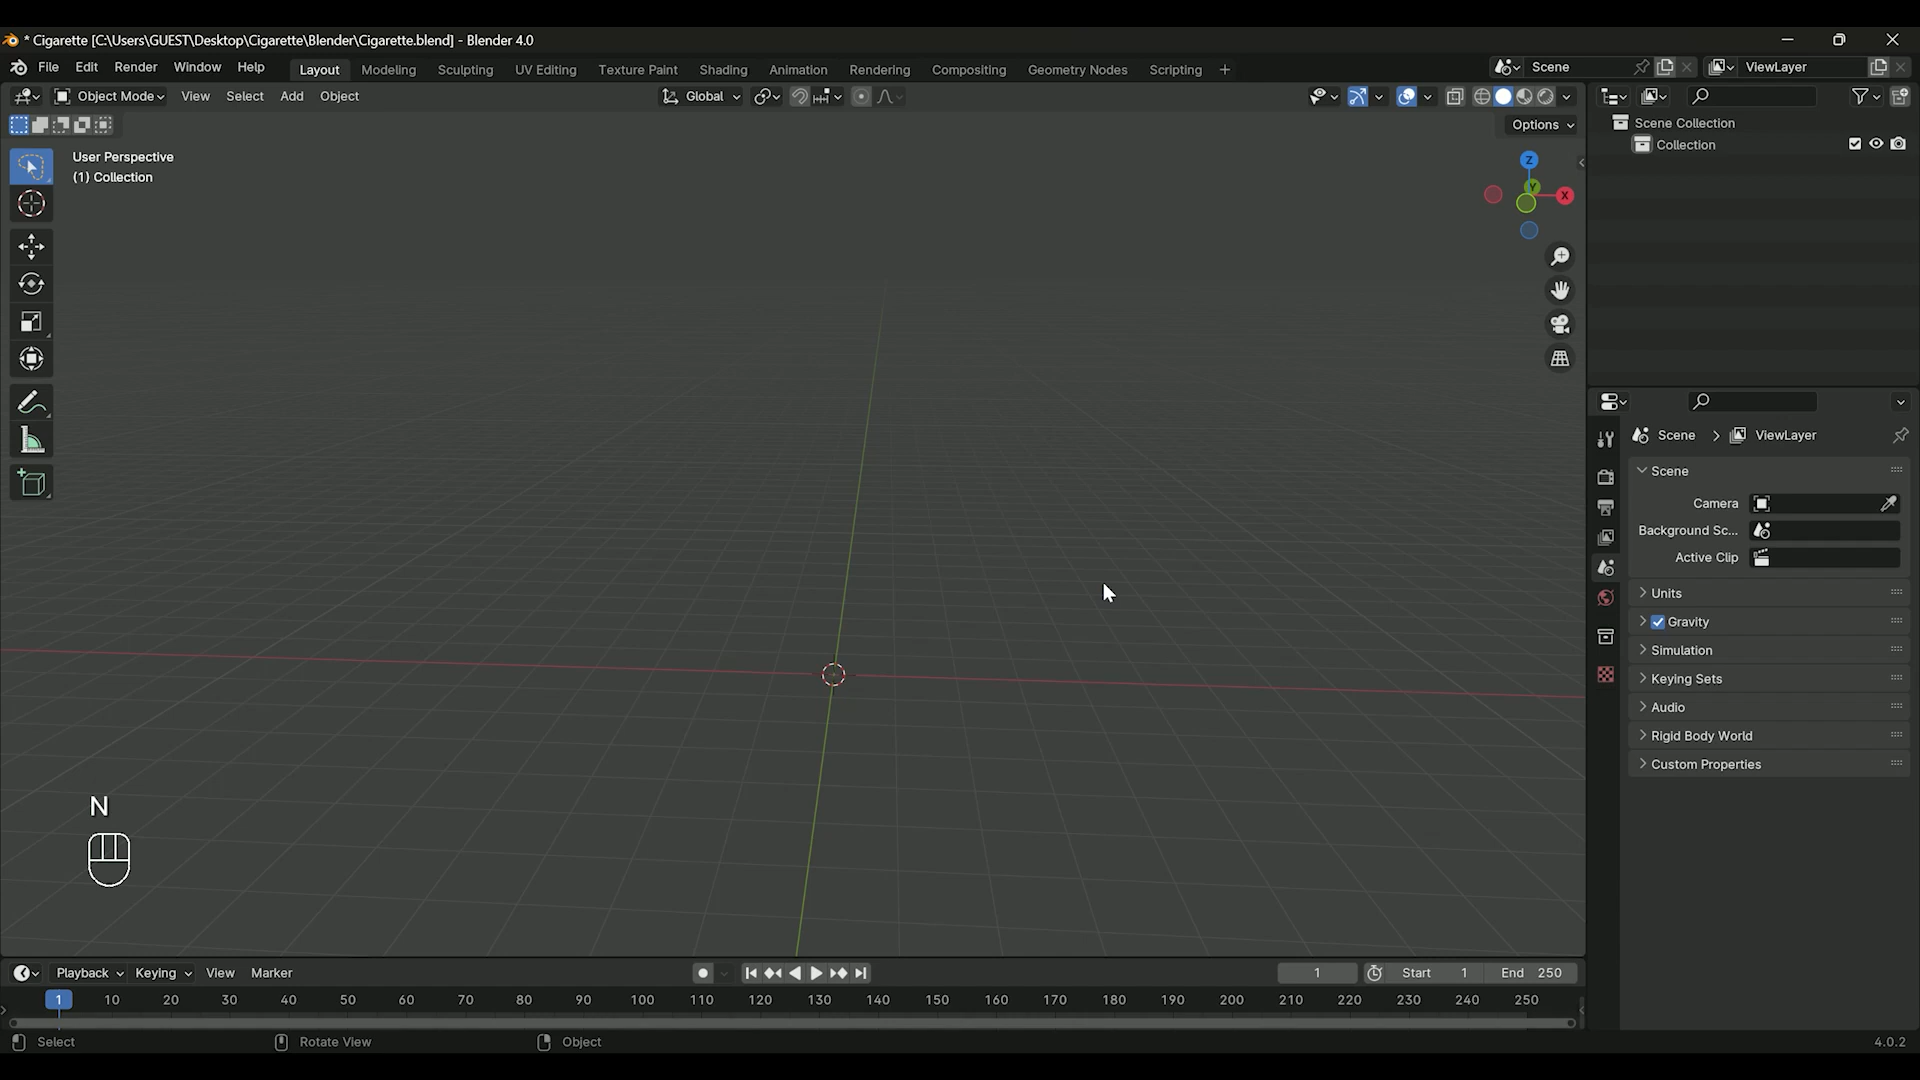 * Cigarette [C:\Users\GUEST\Desktop\Cigarette\Blender\Cigarette.blend] - Blender 4.0
File Edit Render Window Help Layout Modeling Sculpting UV Editing Texture Paint Shading Animation Rendering Compositing Geometry Nodes Scripting + Scene ViewLayer
Object Mode View Select Add Object Global
Options
User Perspective
(1) Collection
Z
Y
X
Scene Collection
Collection
Scene > ViewLayer
Scene
Camera
Background Sc...
Active Clip
Units
Gravity
Simulation
Keying Sets
Audio
Rigid Body World
Custom Properties
N
Playback Keying View Marker 1 Start 1 End 250
1 10 20 30 40 50 60 70 80 90 100 110 120 130 140 150 160 170 180 190 200 210 220 230 240 250
Select Rotate View Object 4.0.2